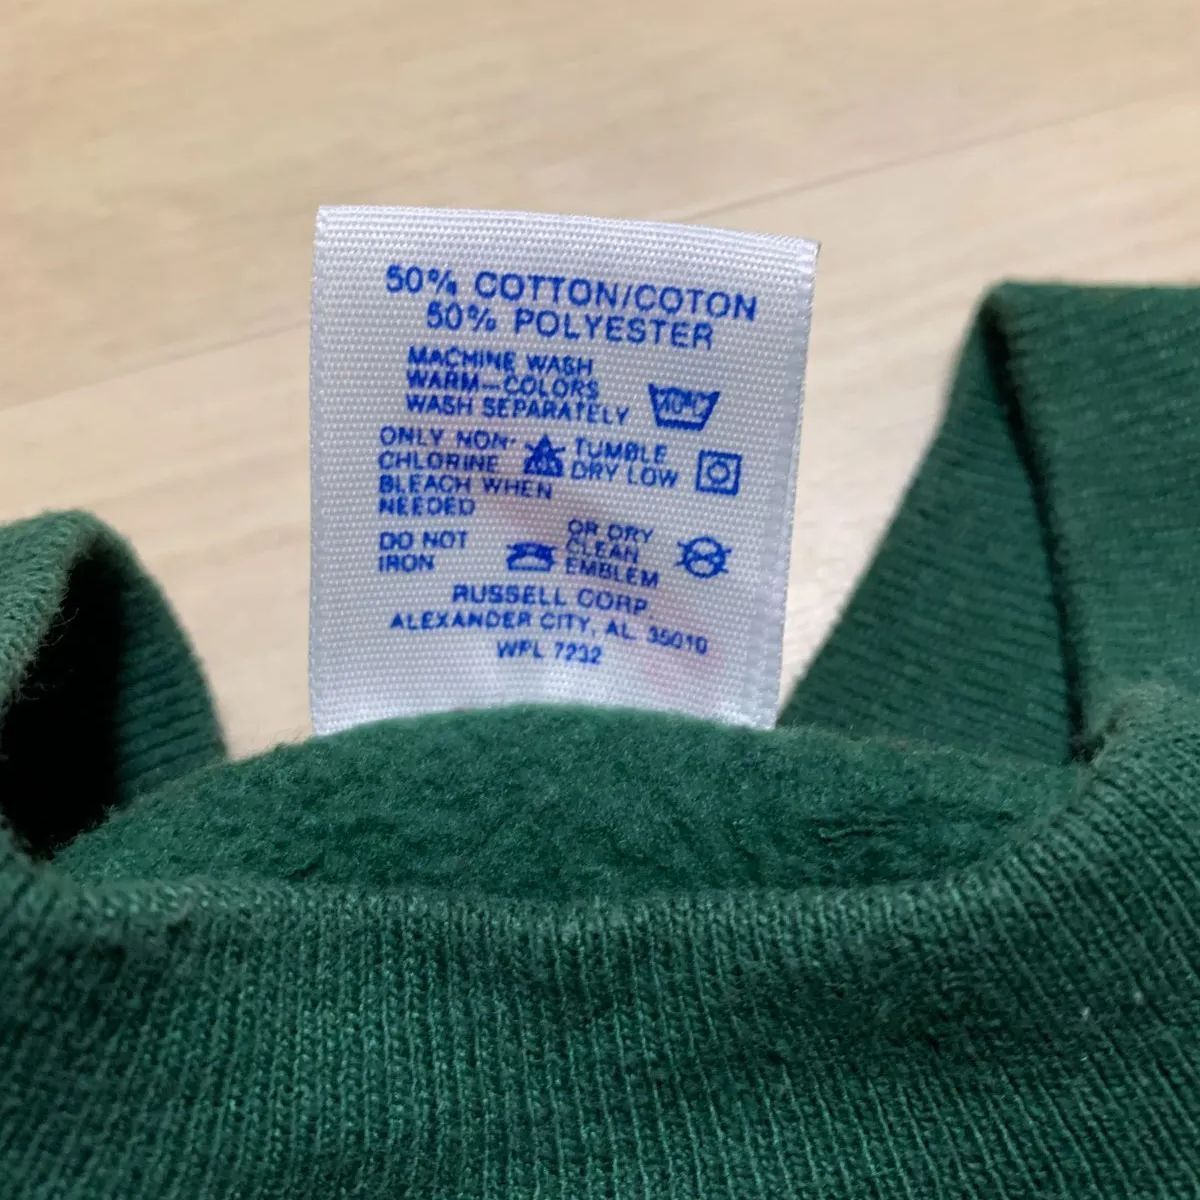 50% COTTON/COTON
50% POLYESTER
MACHINE WASH
WARM—COLORS
WASH SEPARATELY
40°C
ONLY NON-
CHLORINE
BLEACH WHEN
NEEDED
TUMBLE
DRY LOW
DO NOT
IRON
OR DRY
CLEAN
EMBLEM
RUSSELL CORP
ALEXANDER CITY, AL 35010
WPL 7232